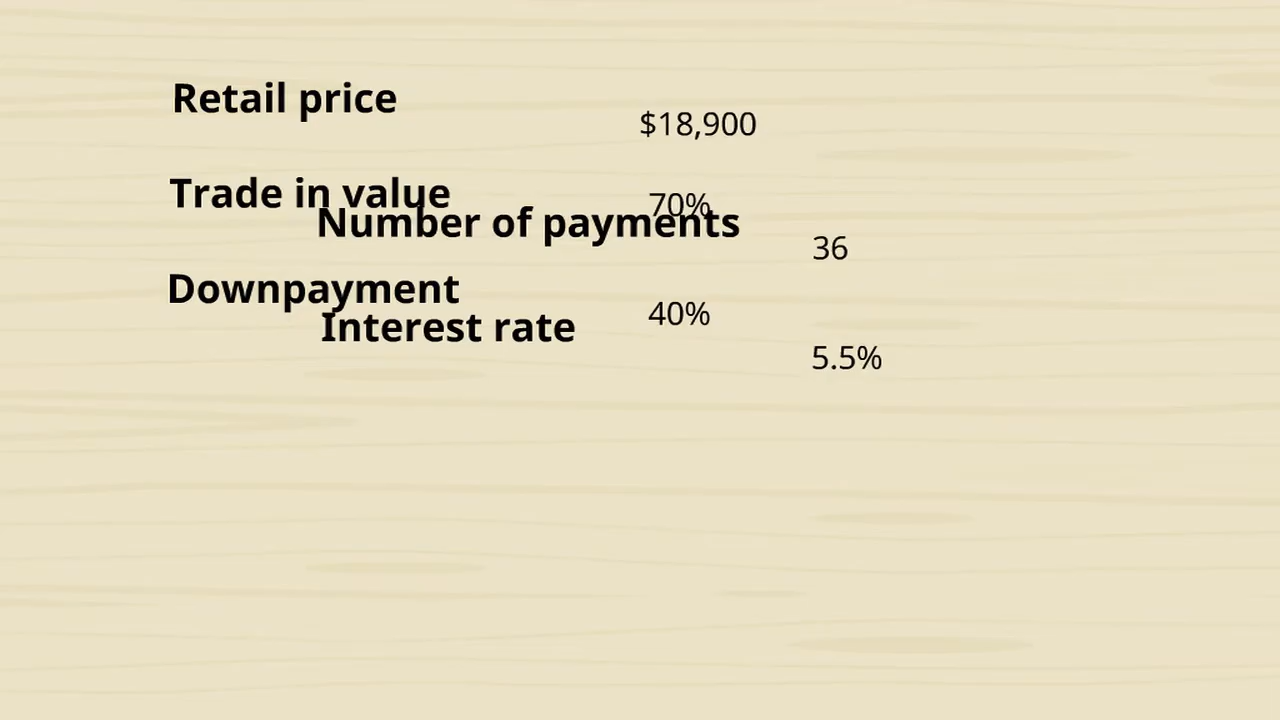 Retail price
$18,900
Trade in value
70%
Number of payments
36
Downpayment
40%
Interest rate
5.5%